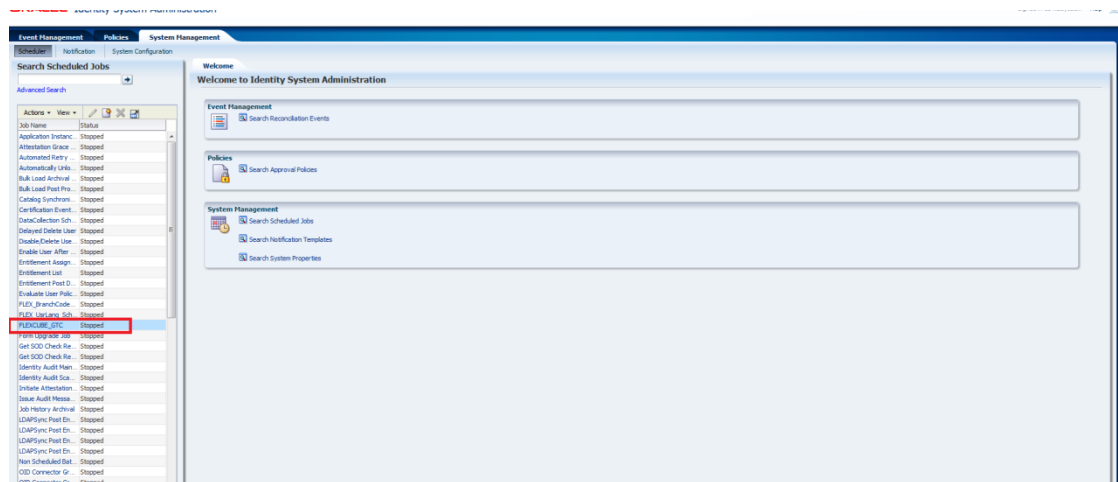 Identity System Administration
Event Management Policies System Management
Scheduler Notification System Configuration
Search Scheduled Jobs
Advanced Search
Actions View
Job Name Status
Application Instanc... Stopped
Attestation Grace ... Stopped
Automated Retry ... Stopped
Automatically Unlo... Stopped
Bulk Load Archival ... Stopped
Bulk Load Post Pro... Stopped
Catalog Synchroni... Stopped
Certification Event... Stopped
DataCollection Sch... Stopped
Delayed Delete User Stopped
Disable/Delete Use... Stopped
Enable User After ... Stopped
Entitlement Assign... Stopped
Entitlement List Stopped
Entitlement Post D... Stopped
Evaluate User Polic... Stopped
FLEX_BranchCode... Stopped
FLEX_UsrLang_Sch... Stopped
FLEXCUBE_GTC Stopped
Form Upgrade Job Stopped
Get SOD Check Re... Stopped
Get SOD Check Re... Stopped
Identity Audit Main... Stopped
Identity Audit Sca... Stopped
Initiate Attestation... Stopped
Issue Audit Messa... Stopped
Job History Archival Stopped
LDAPSync Post En... Stopped
LDAPSync Post En... Stopped
LDAPSync Post En... Stopped
LDAPSync Post En... Stopped
Non Scheduled Bat... Stopped
OID Connector Gr... Stopped
OID Connector Gr... Stopped
Welcome
Welcome to Identity System Administration
Event Management
Search Reconciliation Events
Policies
Search Approval Policies
System Management
Search Scheduled Jobs
Search Notification Templates
Search System Properties